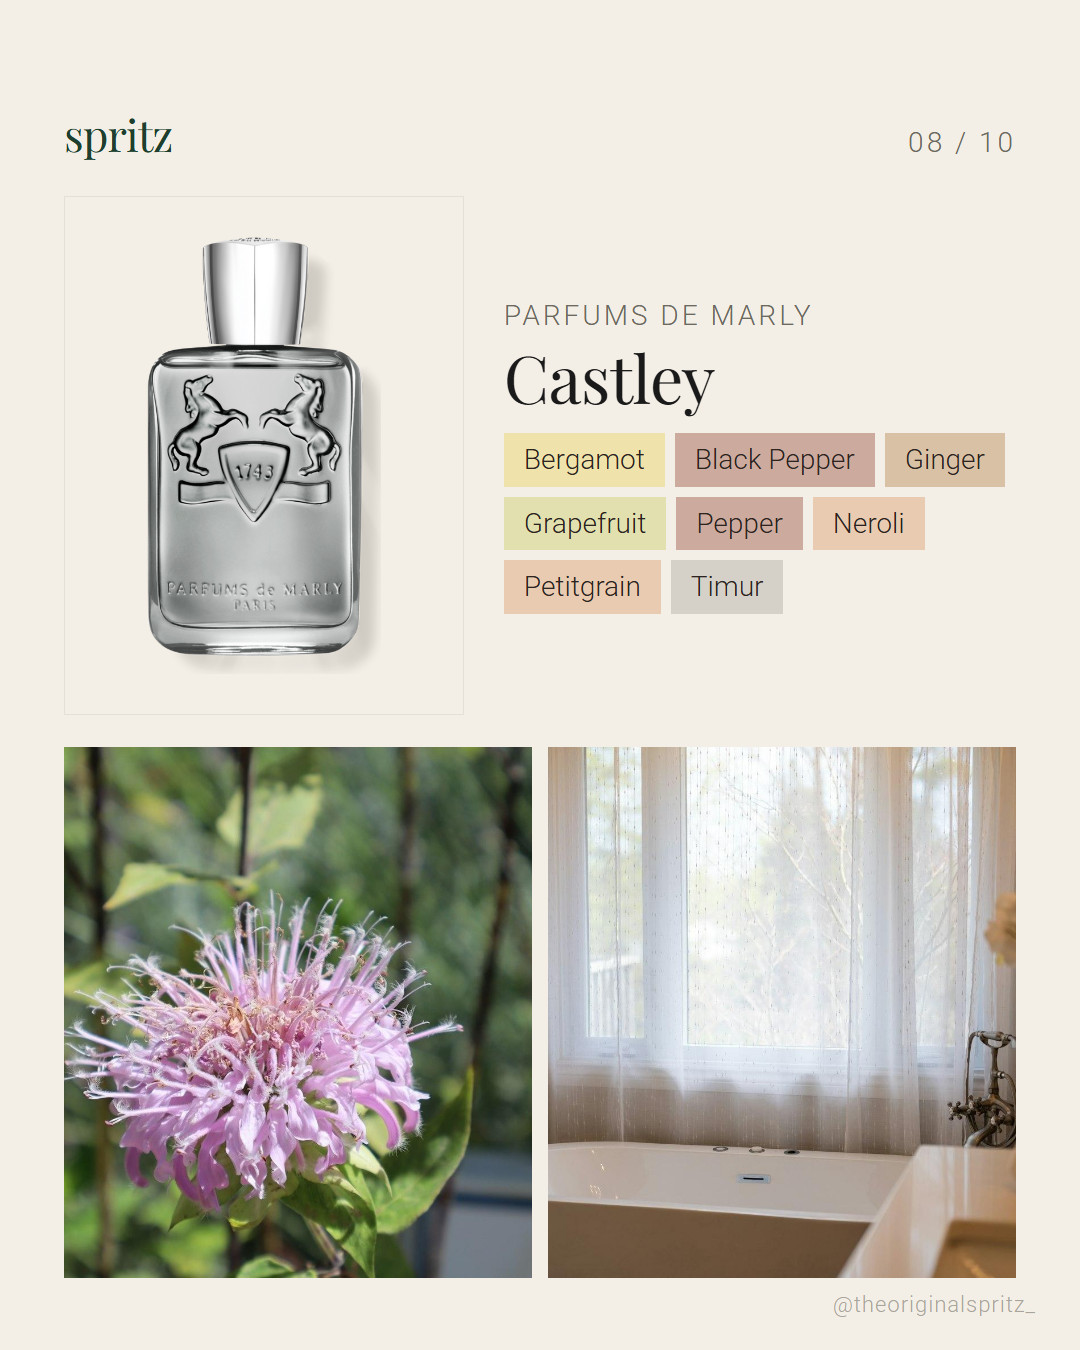 spritz
08 / 10
1743
PARFUMS de MARLY
PARIS
PARFUMS DE MARLY
Castley
Bergamot Black Pepper Ginger
Grapefruit Pepper Neroli
Petitgrain Timur
@theoriginalspritz_